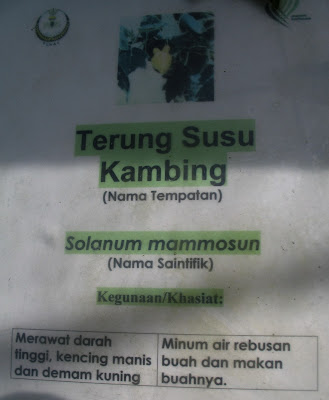 Terung Susu
Kambing
(Nama Tempatan)
Solanum mammosun
(Nama Saintifik)
Kegunaan/Khasiat:
Merawat darah
tinggi, kencing manis
dan demam kuning
Minum air rebusan
buah dan makan
buahnya.